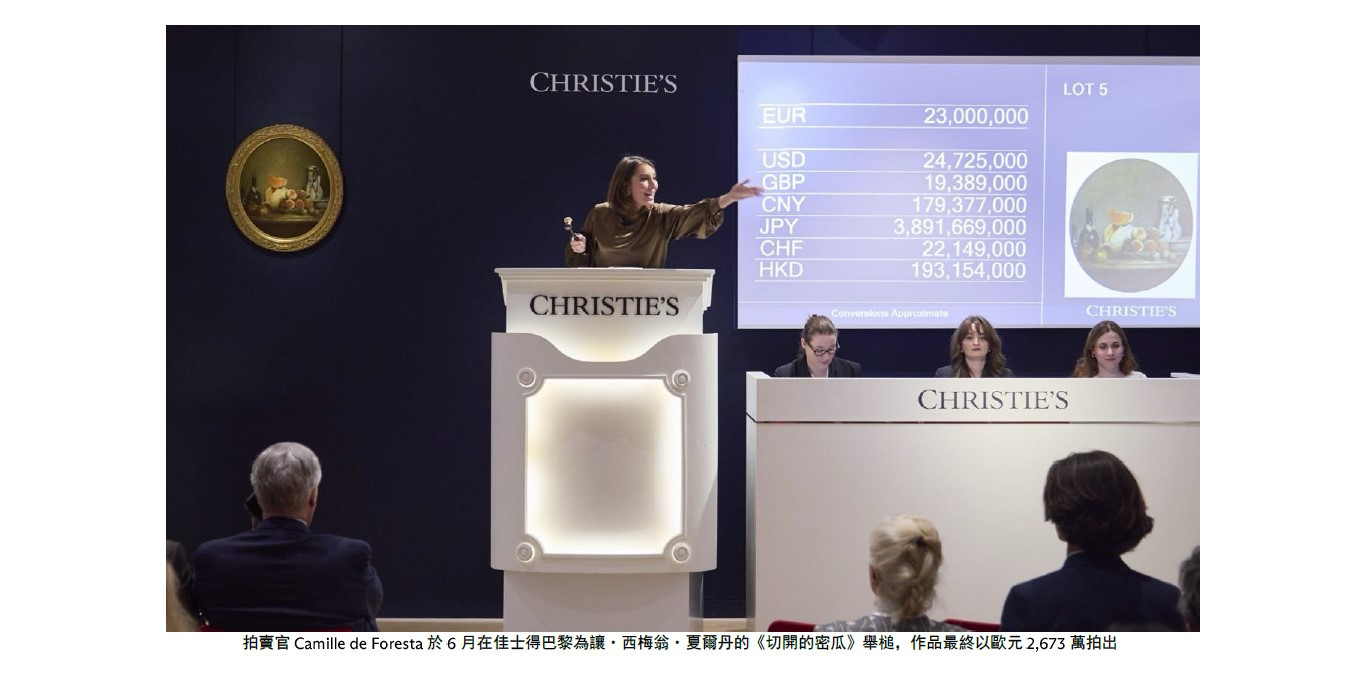 CHRISTIE'S
LOT 5
EUR 23,000,000
USD 24,725,000
GBP 19,389,000
CNY 179,377,000
JPY 3,891,669,000
CHF 22,149,000
HKD 193,154,000
Conversions Approximate
CHRISTIE'S
CHRISTIE'S
CHRISTIE'S
拍賣官 Camille de Foresta 於 6 月在佳士得巴黎為讓・西梅翁・夏爾丹的《切開的密瓜》舉槌，作品最終以歐元 2,673 萬拍出